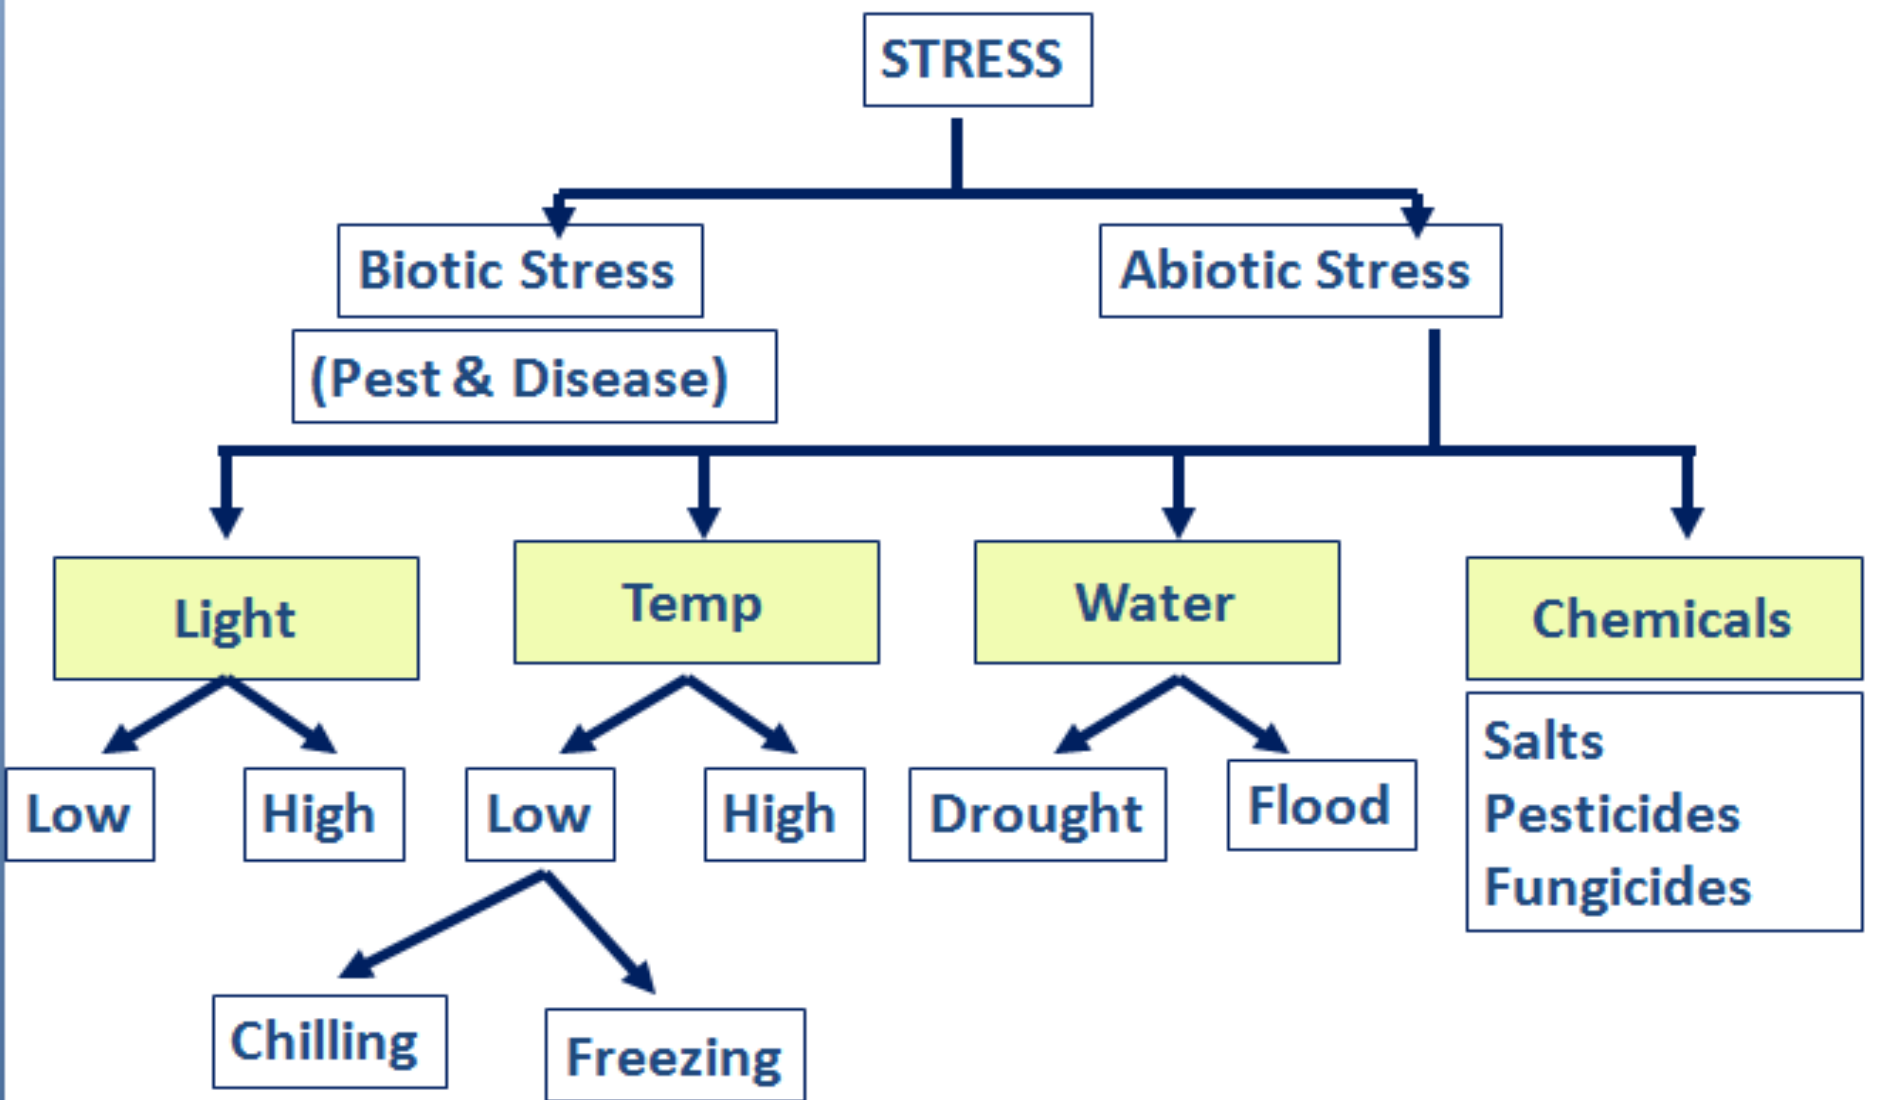 STRESS
Biotic Stress
Abiotic Stress
(Pest & Disease)
Light
Temp
Water
Chemicals
Low
High
Low
High
Drought
Flood
Salts
Pesticides
Fungicides
Chilling
Freezing